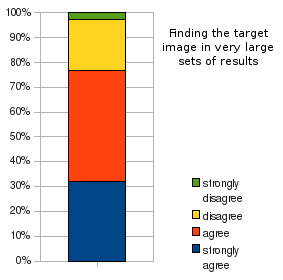 100%
90%
80%
70%
60%
50%
40%
30%
20%
10%
0%
Finding the target
image in very large
sets of results
strongly
disagree
disagree
agree
strongly
agree